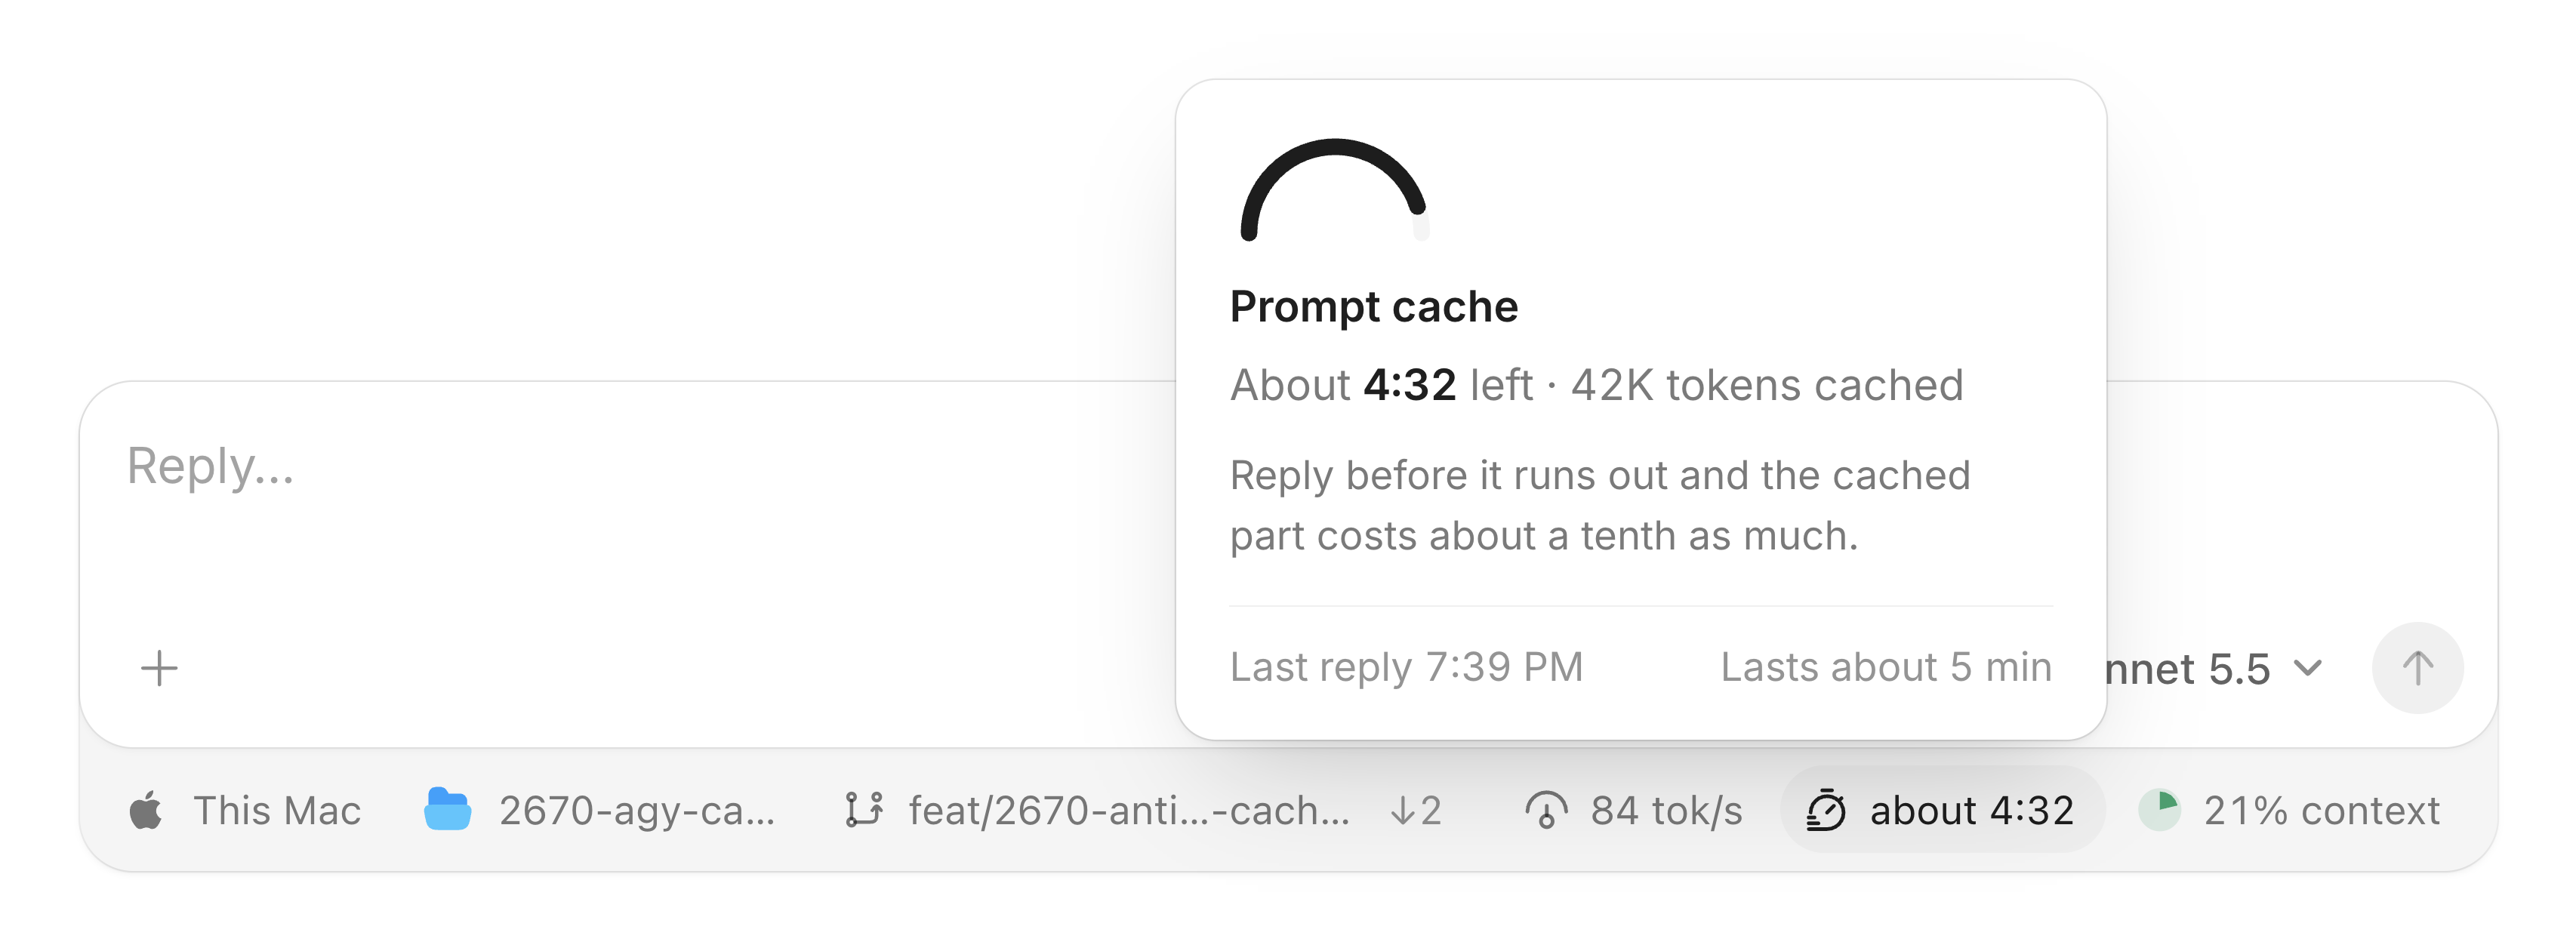 Prompt cache
About 4:32 left · 42K tokens cached
Reply before it runs out and the cached
part costs about a tenth as much.
Last reply 7:39 PM
Lasts about 5 min
Reply...
nnet 5.5
This Mac
2670-agy-ca...
feat/2670-anti...-cach...
↓2
84 tok/s
about 4:32
21% context